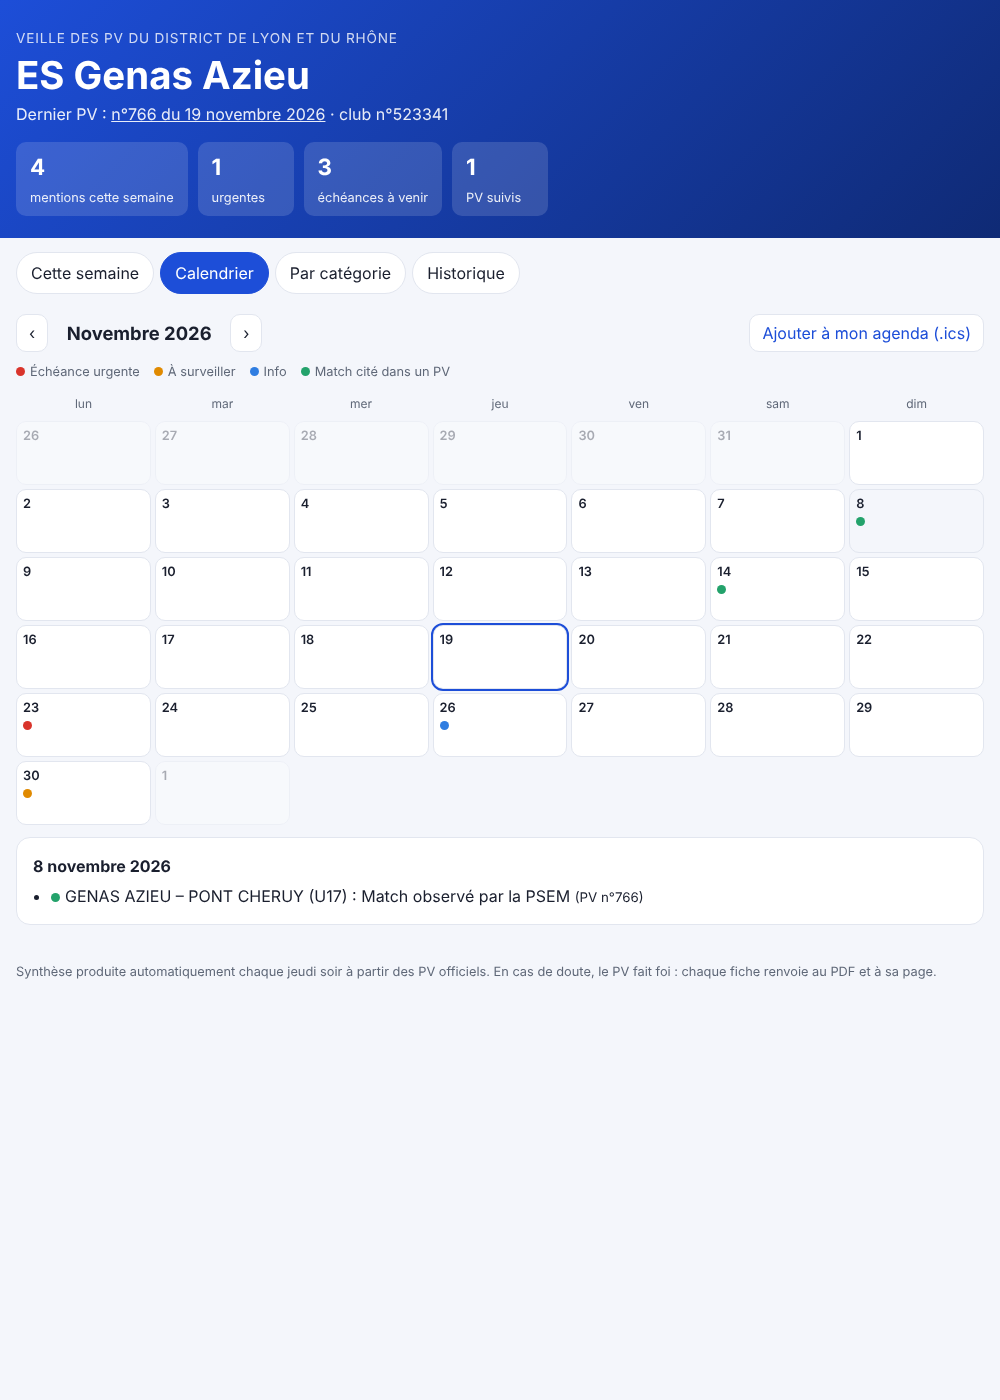 VEILLE DES PV DU DISTRICT DE LYON ET DU RHÔNE
ES Genas Azieu
Dernier PV : n°766 du 19 novembre 2026 · club n°523341
4 1 3 1
mentions cette semaine urgentes échéances à venir PV suivis
Cette semaine Calendrier Par catégorie Historique
‹ Novembre 2026 › Ajouter à mon agenda (.ics)
Échéance urgente À surveiller Info Match cité dans un PV
lun mar mer jeu ven sam dim
26 27 28 29 30 31 1
2 3 4 5 6 7 8
9 10 11 12 13 14 15
16 17 18 19 20 21 22
23 24 25 26 27 28 29
30 1
8 novembre 2026
• GENAS AZIEU – PONT CHERUY (U17) : Match observé par la PSEM (PV n°766)
Synthèse produite automatiquement chaque jeudi soir à partir des PV officiels. En cas de doute, le PV fait foi : chaque fiche renvoie au PDF et à sa page.